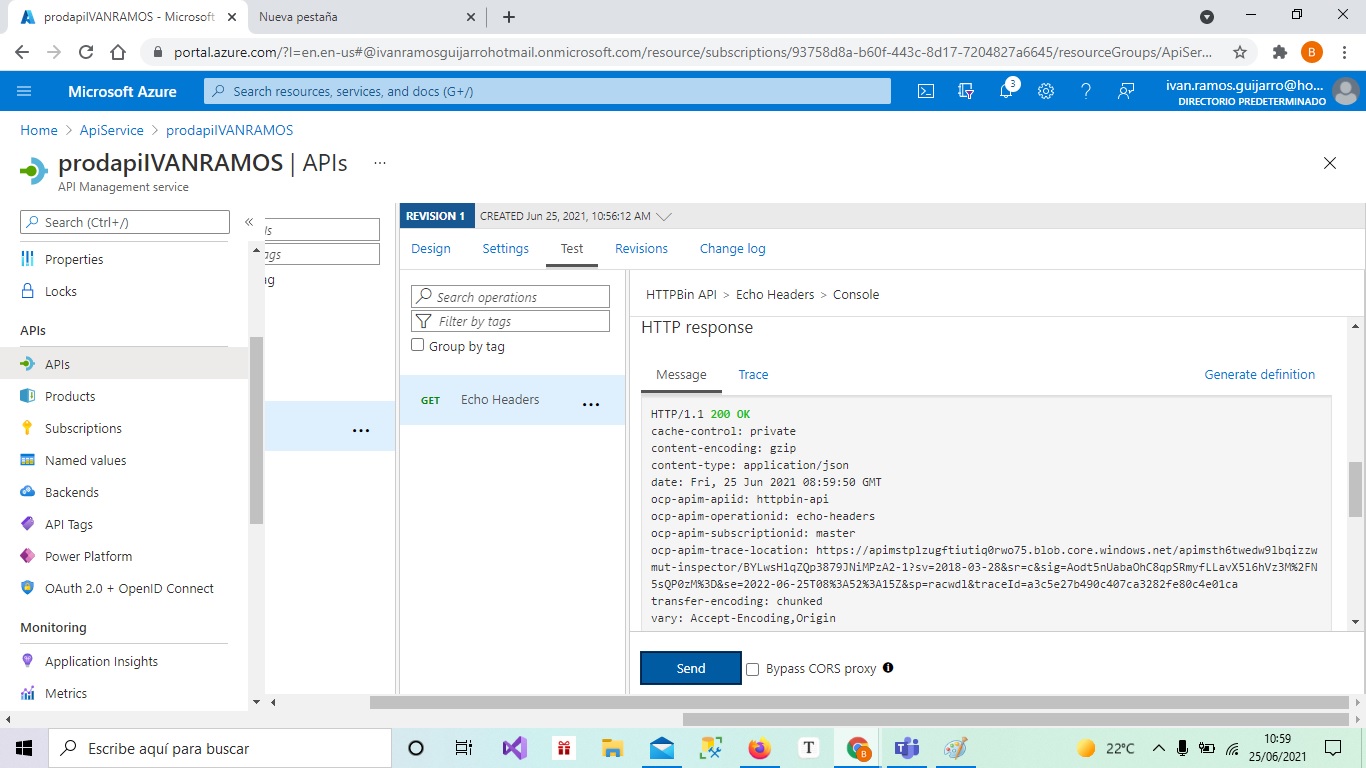 prodapiIVANRAMOS - Microsoft
Nueva pestaña
portal.azure.com/?l=en.en-us#@ivanramosguijarrohotmail.onmicrosoft.com/resource/subscriptions/93758d8a-b60f-443c-8d17-7204827a6645/resourceGroups/ApiSer...
B
Microsoft Azure
Search resources, services, and docs (G+/)
3
ivan.ramos.guijarro@ho...
DIRECTORIO PREDETERMINADO
Home > ApiService > prodapiIVANRAMOS
prodapiIVANRAMOS | APIs ...
API Management service
Search (Ctrl+/)
«
Properties
Locks
APIs
APIs
Products
Subscriptions
Named values
Backends
API Tags
Power Platform
OAuth 2.0 + OpenID Connect
Monitoring
Application Insights
Metrics
Is
ags
ag
...
REVISION 1
CREATED Jun 25, 2021, 10:56:12 AM
Design
Settings
Test
Revisions
Change log
Search operations
Filter by tags
Group by tag
GET Echo Headers ...
HTTPBin API > Echo Headers > Console
HTTP response
Message
Trace
Generate definition
HTTP/1.1 200 OK
cache-control: private
content-encoding: gzip
content-type: application/json
date: Fri, 25 Jun 2021 08:59:50 GMT
ocp-apim-apiid: httpbin-api
ocp-apim-operationid: echo-headers
ocp-apim-subscriptionid: master
ocp-apim-trace-location: https://apimstplzugftiutiq0rwo75.blob.core.windows.net/apimsth6twedw9lbqizzw
mut-inspector/BYLwsHlqZQp3879JNiMPzA2-1?sv=2018-03-28&sr=c&sig=Aodt5nUabaOhC8qpSRmyfLLavX5l6hVz3M%2FN
5sQP0zM%3D&se=2022-06-25T08%3A52%3A15Z&sp=racwdl&traceId=a3c5e27b490c407ca3282fe80c4e01ca
transfer-encoding: chunked
vary: Accept-Encoding,Origin
Send
Bypass CORS proxy
Escribe aquí para buscar
T
B
22°C
10:59
25/06/2021